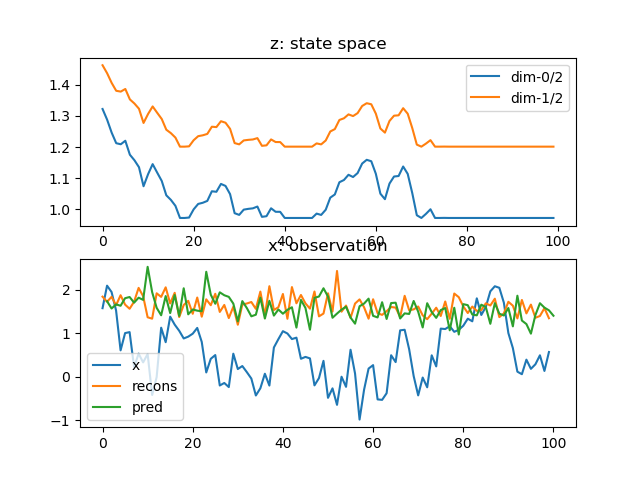 z: state space
1.4
1.3
1.2
1.1
1.0
dim-0/2
dim-1/2
0 20 40 60 80 100
x: observation
2
1
0
−1
x
recons
pred
0 20 40 60 80 100